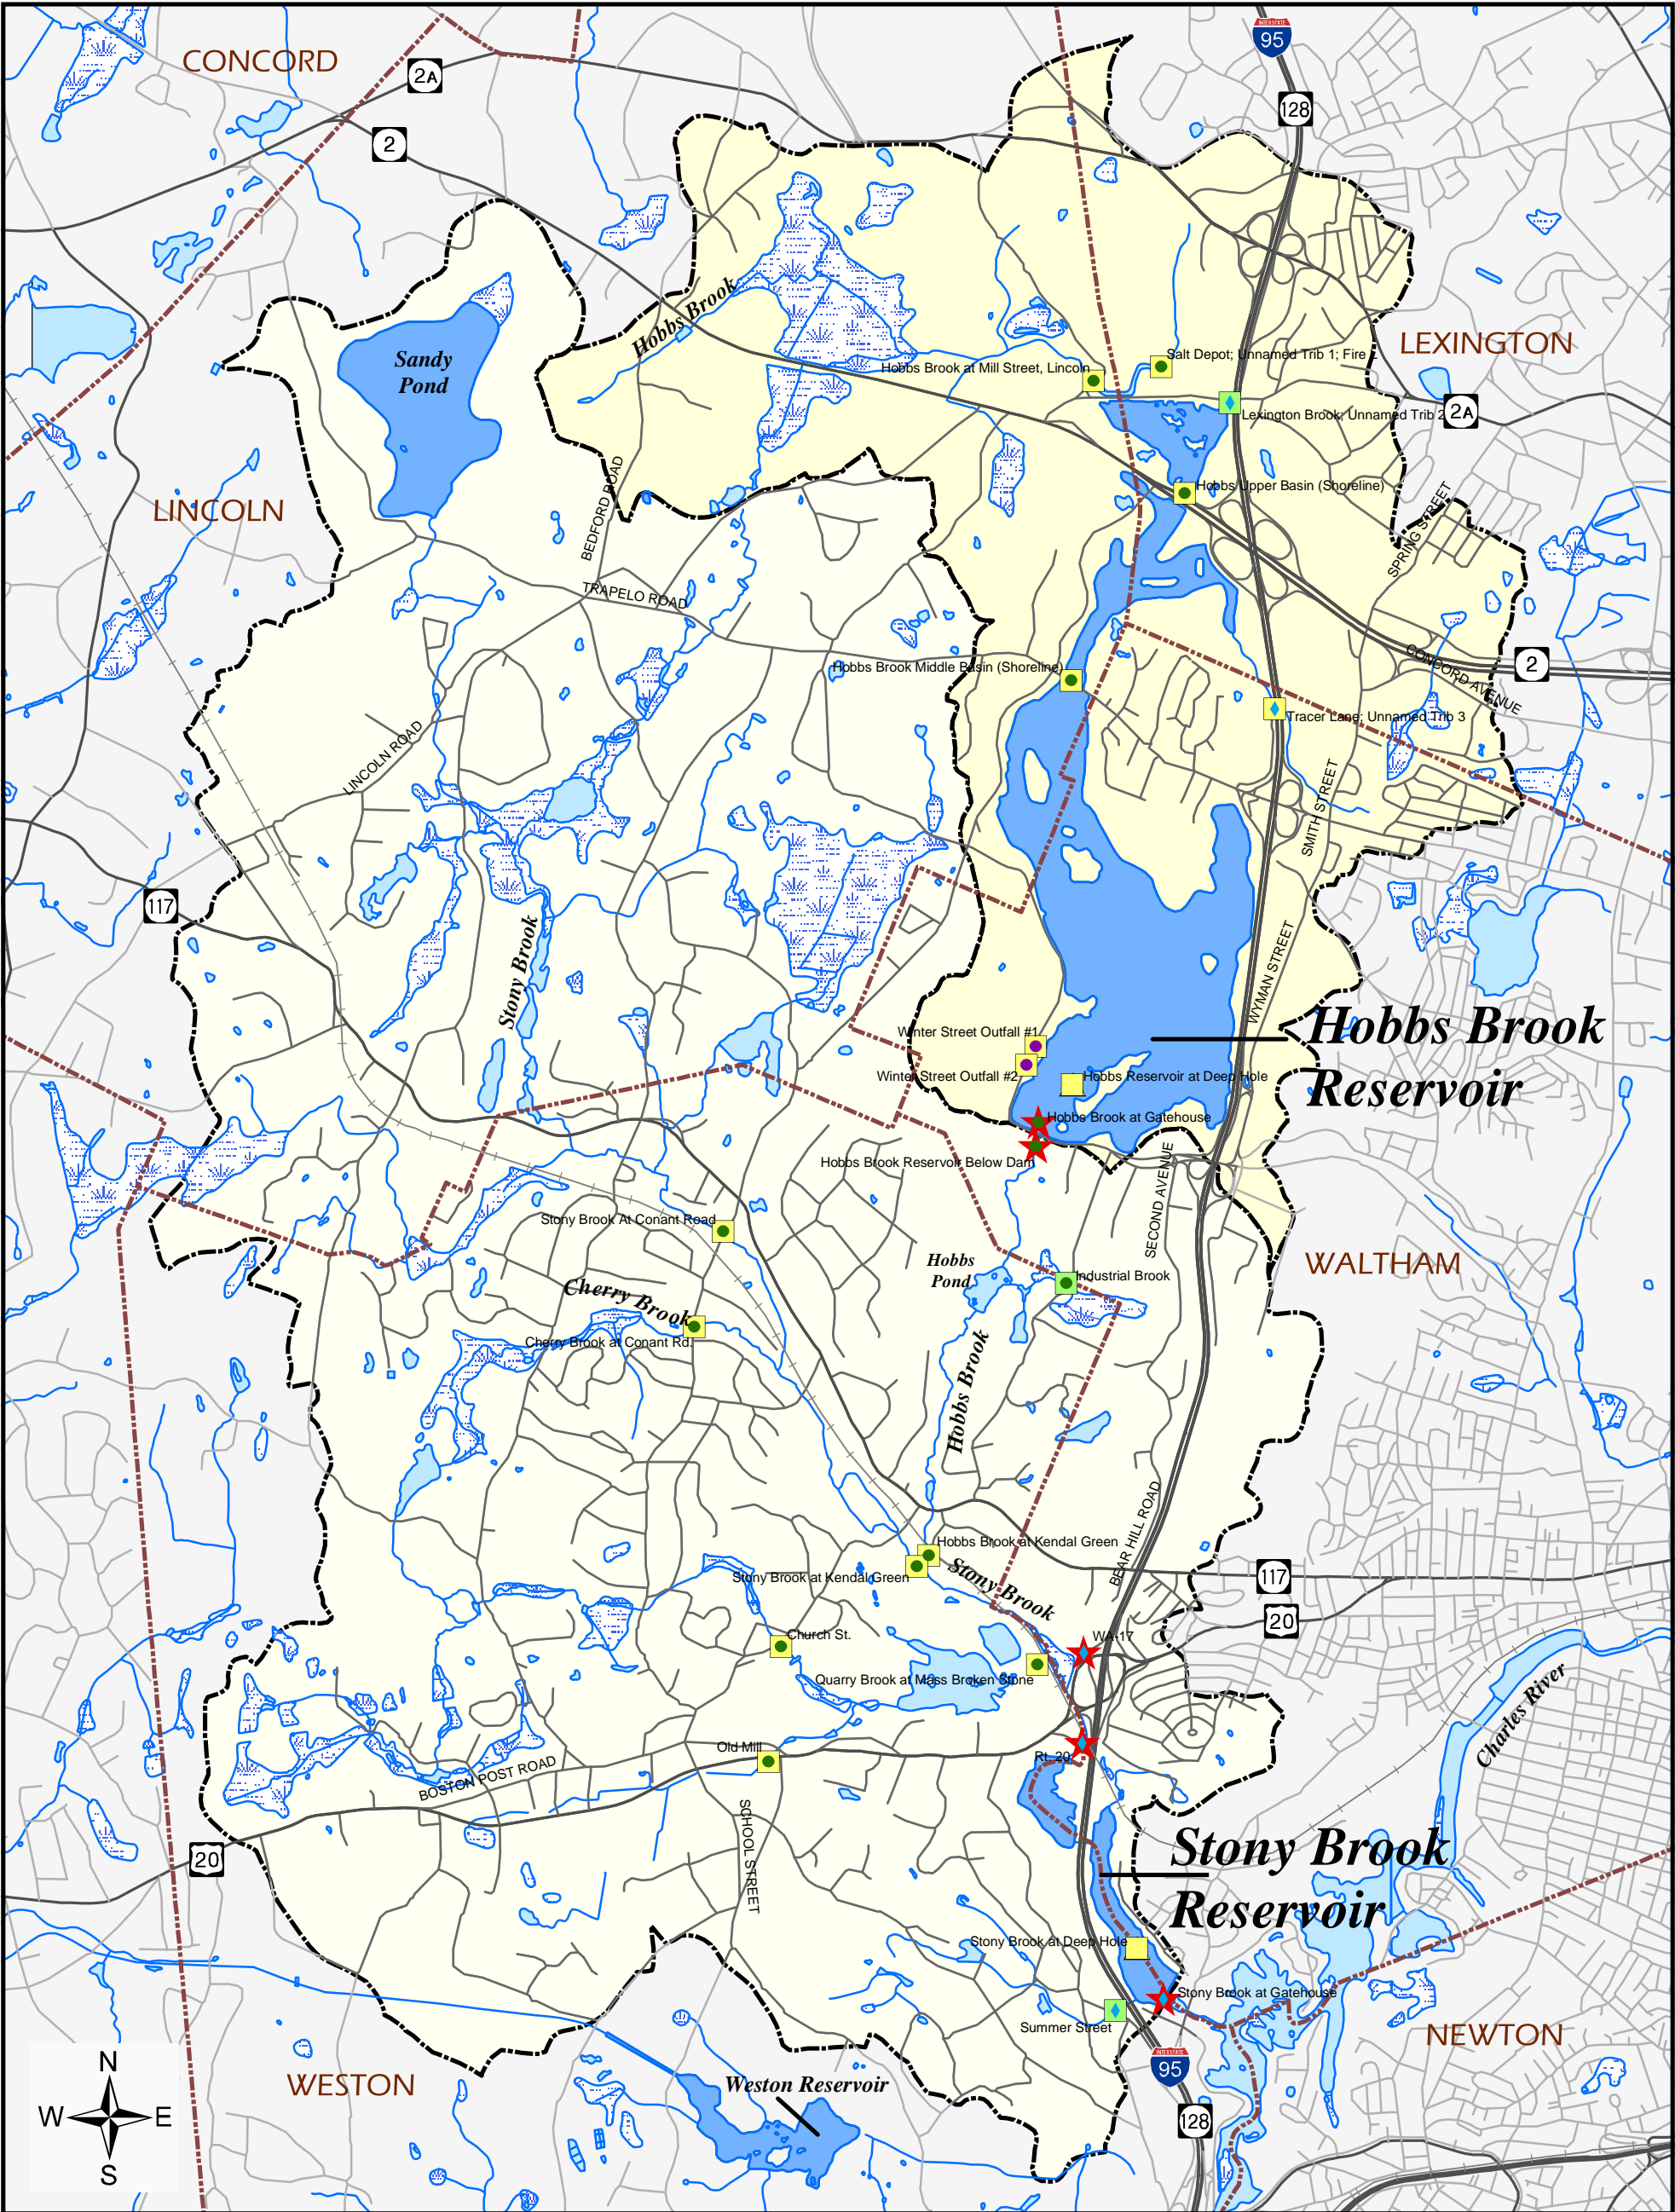 INTERSTATE
95
CONCORD
2A
128
2
Hobbs Brook
LEXINGTON
Sandy
Pond
Salt Depot; Unnamed Trib 1; Fire
Hobbs Brook at Mill Street, Lincoln
2A
Lexington Brook; Unnamed Trib 2
Hobbs Upper Basin (Shoreline)
LINCOLN
BEDFORD ROAD
SPRING STREET
TRAPELO ROAD
Hobbs Brook Middle Basin (Shoreline)
CONCORD AVENUE
2
Tracer Lane; Unnamed Trib 3
LINCOLN ROAD
SMITH STREET
117
Stony Brook
WYMAN STREET
Hobbs Brook
Reservoir
Winter Street Outfall #1
Winter Street Outfall #2
Hobbs Reservoir at Deep Hole
Hobbs Brook at Gatehouse
Hobbs Brook Reservoir Below Dam
SECOND AVENUE
Stony Brook At Conant Road
WALTHAM
Hobbs
Pond
Industrial Brook
Cherry Brook
Cherry Brook at Conant Rd.
Hobbs Brook
BEAR HILL ROAD
Hobbs Brook at Kendal Green
Stony Brook at Kendal Green
Stony Brook
117
20
Church St.
WA-17
Quarry Brook at Mass Broken Stone
Charles River
Old Mill
Rt. 20
BOSTON POST ROAD
SCHOOL STREET
20
Stony Brook
Reservoir
Stony Brook at Deep Hole
Stony Brook at Gatehouse
Summer Street
NEWTON
INTERSTATE
95
WESTON
Weston Reservoir
128
N
W E
S